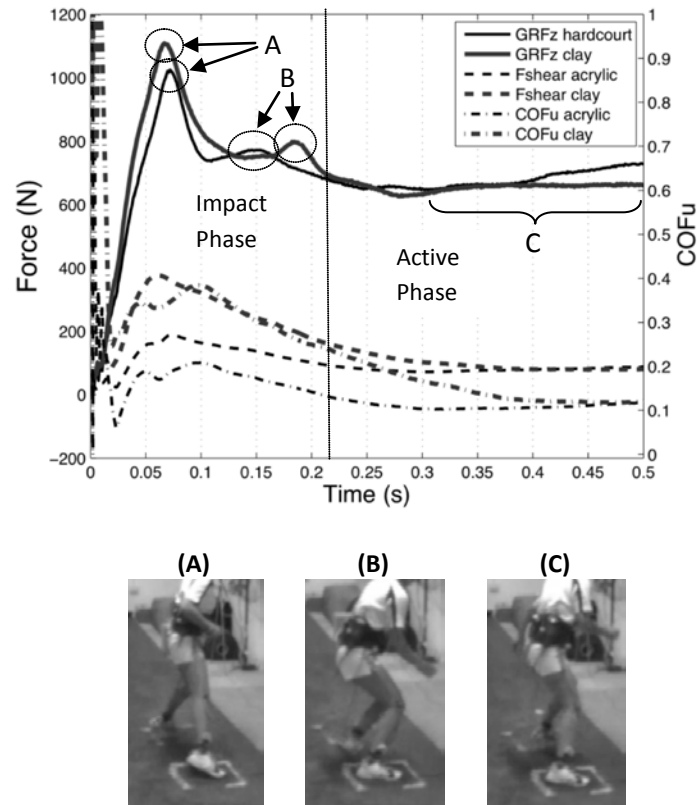 1200
1000
800
600
400
200
0
-200
Force (N)
A
B
Impact
Phase
Active
Phase
C
GRFz hardcourt
GRFz clay
Fshear acrylic
Fshear clay
COFu acrylic
COFu clay
1
0.9
0.8
0.7
0.6
0.5
0.4
0.3
0.2
0.1
0
COFu
0 0.05 0.1 0.15 0.2 0.25 0.3 0.35 0.4 0.45 0.5
Time (s)
(A) (B) (C)